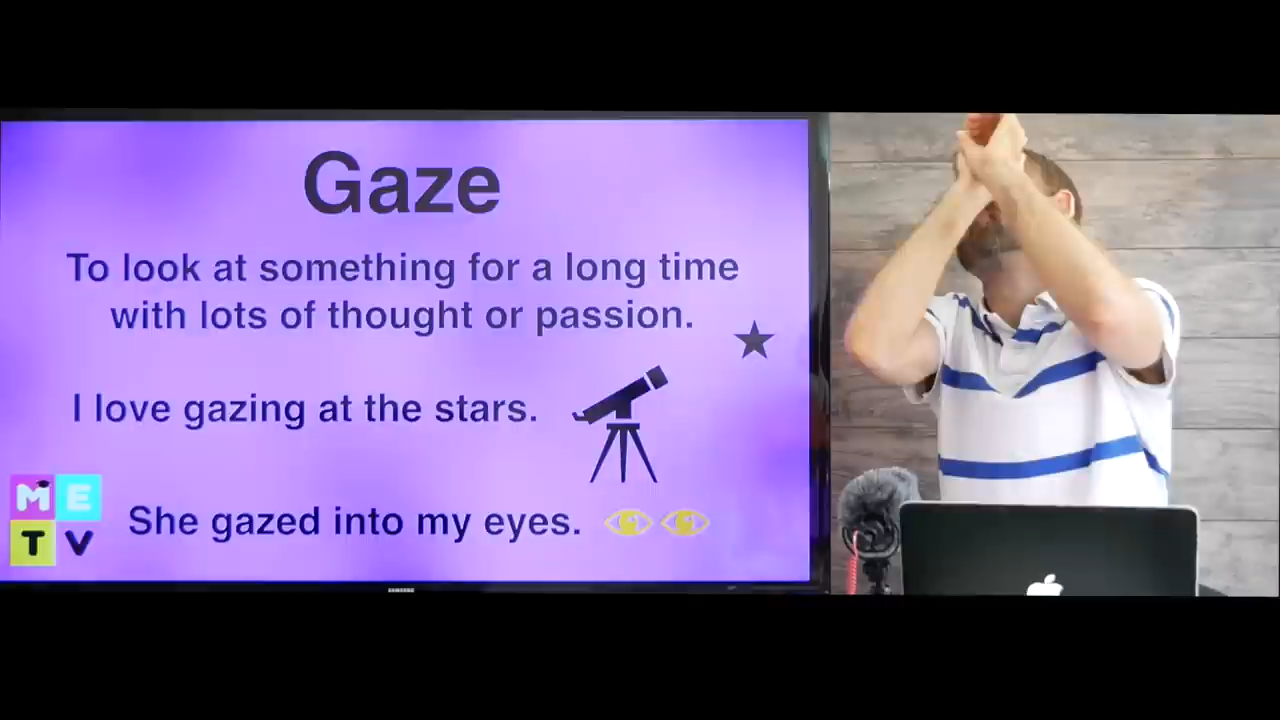 Gaze
To look at something for a long time
with lots of thought or passion.
I love gazing at the stars.
She gazed into my eyes.
M E
T V
SAMSUNG